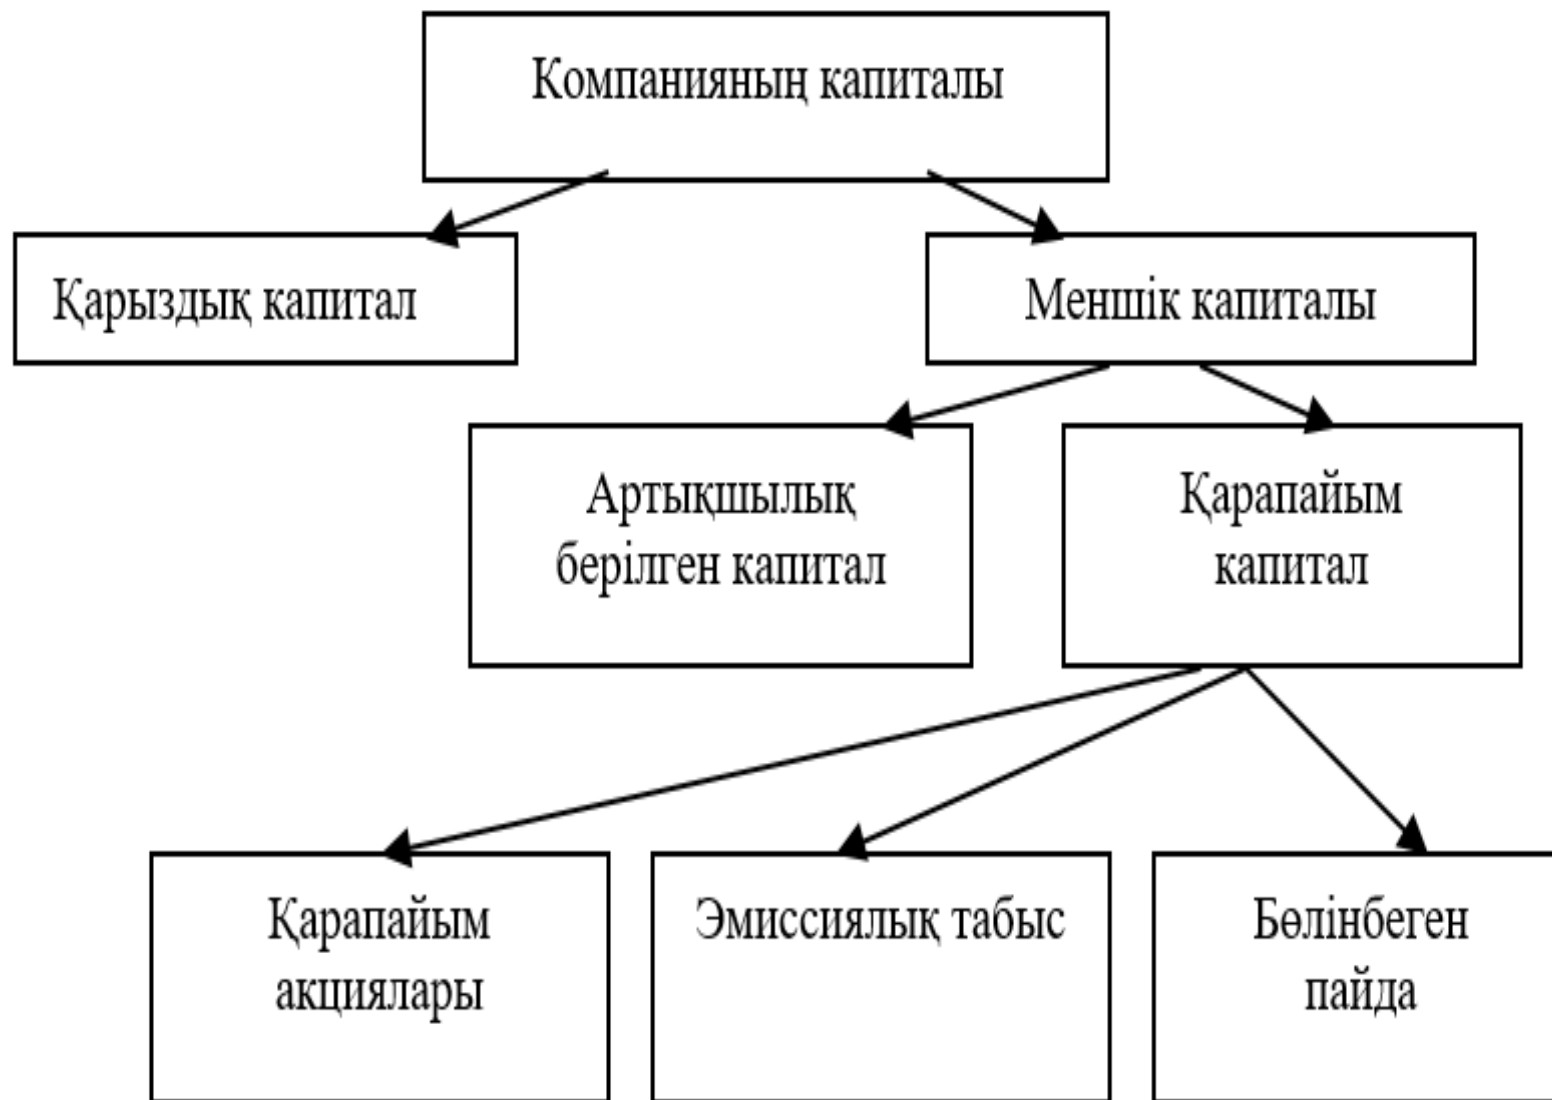 Компанияның капиталы
Қарыздық капитал
Меншік капиталы
Артықшылық
берілген капитал
Қарапайым
капитал
Қарапайым
акциялары
Эмиссиялық табыс
Бөлінбеген
пайда